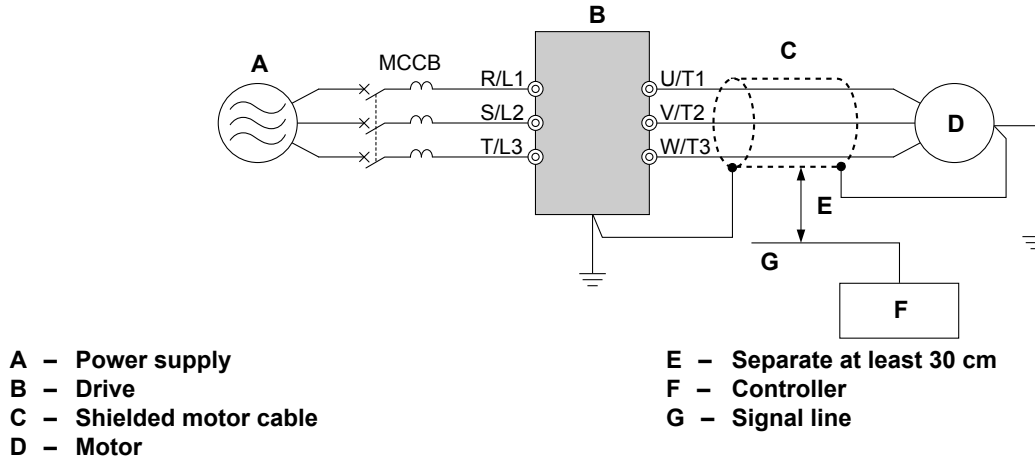 B
A
MCCB
C
R/L1
U/T1
S/L2
V/T2
D
T/L3
W/T3
E
G
F
A – Power supply
B – Drive
C – Shielded motor cable
D – Motor
E – Separate at least 30 cm
F – Controller
G – Signal line